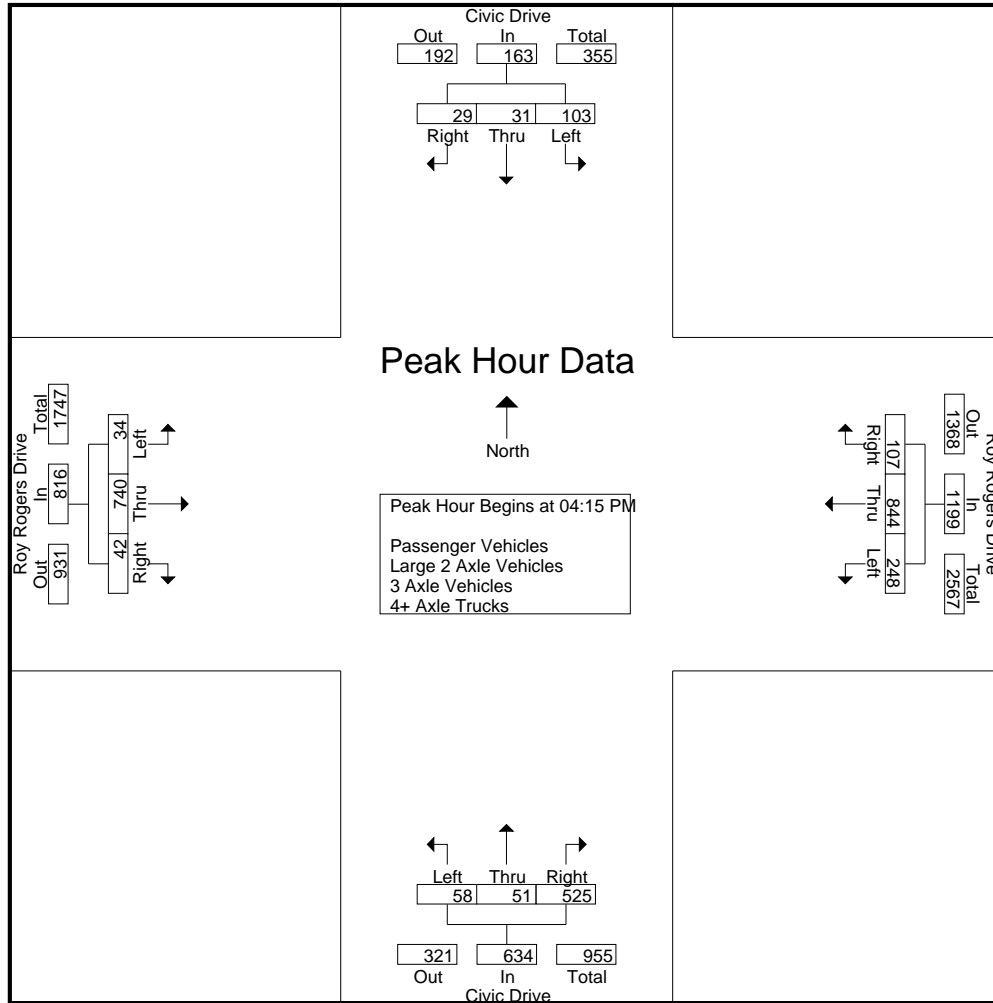 Civic Drive
Out In Total
192 163 355
29 31 103
Right Thru Left
Peak Hour Data
North
Peak Hour Begins at 04:15 PM
Passenger Vehicles
Large 2 Axle Vehicles
3 Axle Vehicles
4+ Axle Trucks
Roy Rogers Drive
Out In Total
931 816 1747
42 740 34
Right Thru Left
Roy Rogers Drive
Out In Total
1368 1199 2567
107 844 248
Right Thru Left
Left Thru Right
58 51 525
321 634 955
Out In Total
Civic Drive